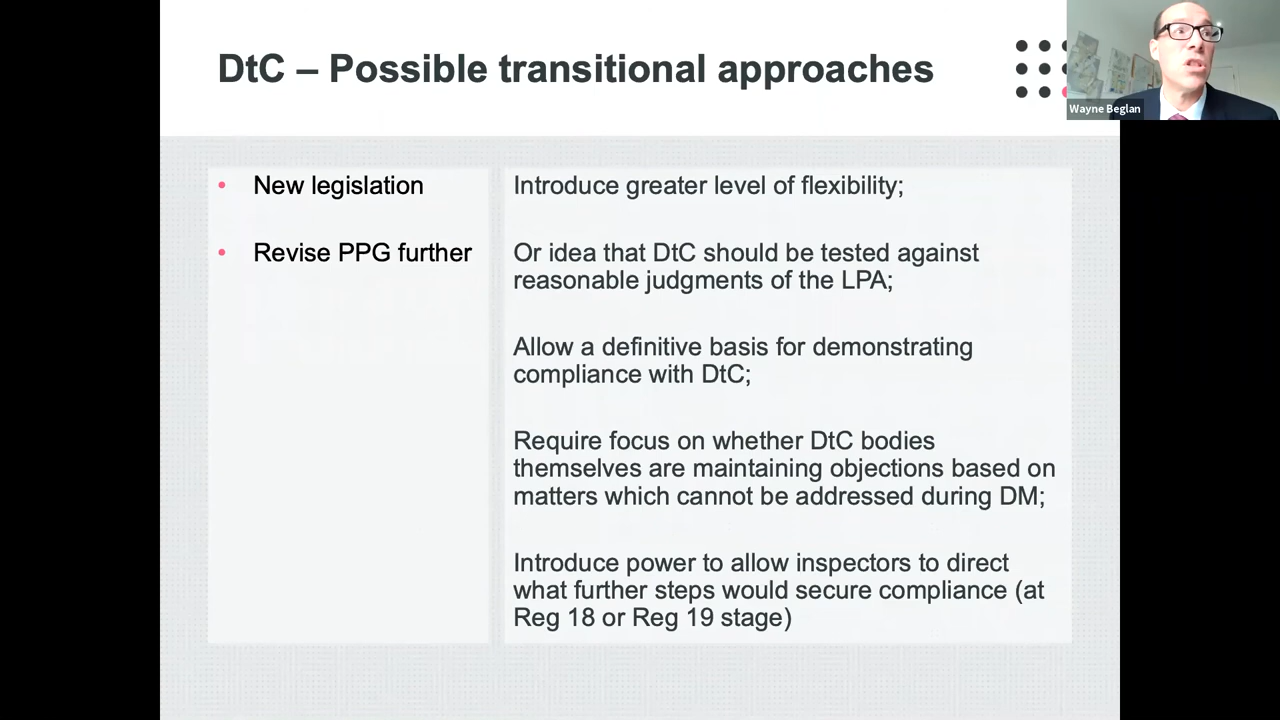 DtC – Possible transitional approaches
Wayne Beglan
• New legislation
• Revise PPG further
Introduce greater level of flexibility;
Or idea that DtC should be tested against
reasonable judgments of the LPA;
Allow a definitive basis for demonstrating
compliance with DtC;
Require focus on whether DtC bodies
themselves are maintaining objections based on
matters which cannot be addressed during DM;
Introduce power to allow inspectors to direct
what further steps would secure compliance (at
Reg 18 or Reg 19 stage)